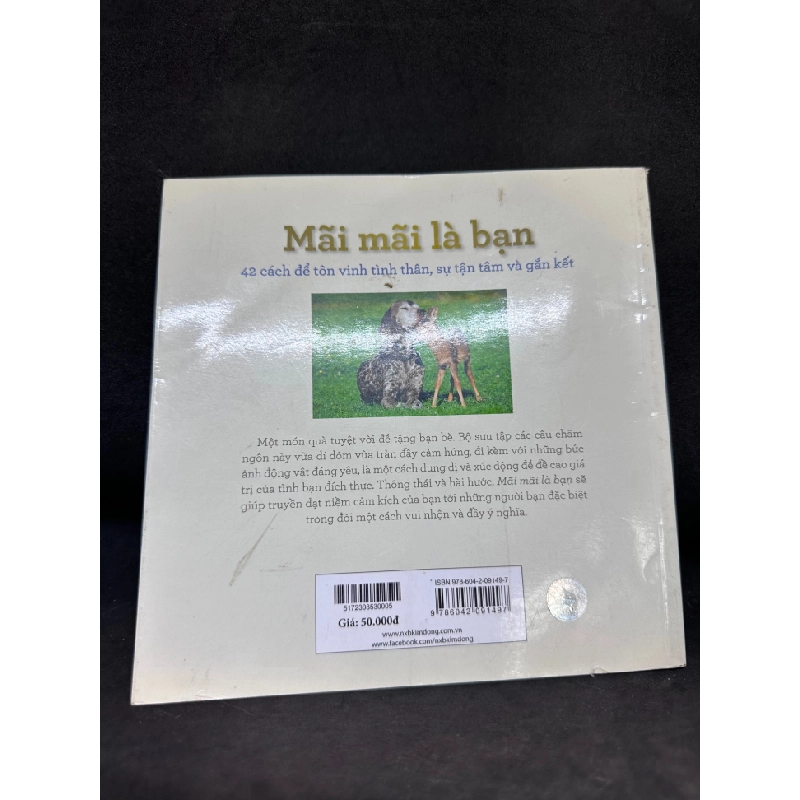 Mãi mãi là bạn
42 cách để tôn vinh tình thân, sự tận tâm và gắn kết
Một món quà tuyệt vời để tặng bạn bè. Bộ sưu tập các câu châm
ngôn này vừa dí dỏm vừa tràn đầy cảm hứng, đi kèm với những bức
ảnh động vật đáng yêu, là một cách dung dị và xúc động để đề cao giá
trị của tình bạn đích thực. Thông thái và hài hước, Mãi mãi là bạn sẽ
giúp truyền đạt niềm cảm kích của bạn tới những người bạn đặc biệt
trong đời một cách vui nhộn và đầy ý nghĩa.
ISBN 978-604-2-09149-7
5172303530005
9 786042 091497
Giá: 50.000đ
www.nxbkimdong.com.vn
www.facebook.com/nxbkimdong